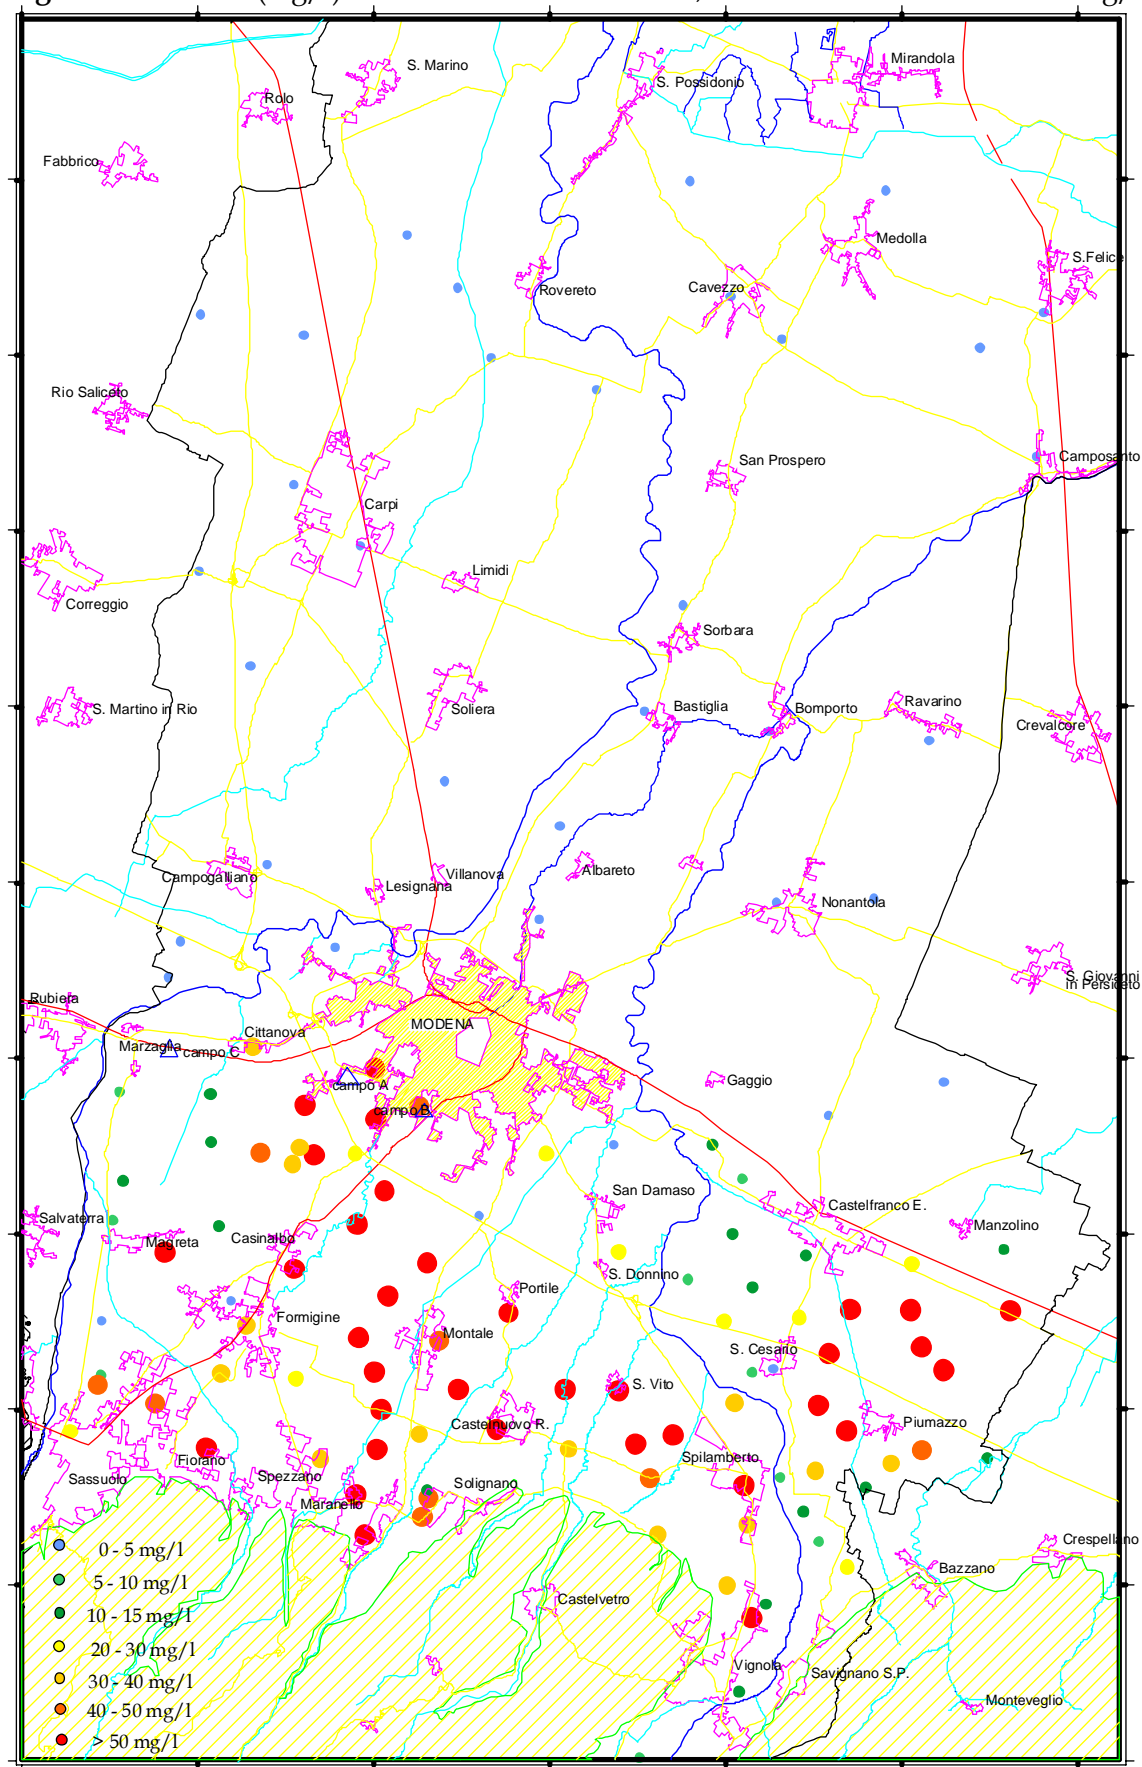 S. Marino
Mirandola
S. Possidonio
Rolo
Fabbrico
Medolla
S.Felice
Rovereto
Cavezzo
Rio Saliceto
San Prospero
Camposanto
Carpi
Limidi
Correggio
Sorbara
S. Martino in Rio
Soliera
Bastiglia
Bomporto
Ravarino
Crevalcore
Campogalliano
Lesignana
Villanova
Albareto
Nonantola
S. Giovanni
in Persiceto
Rubiera
MODENA
Cittanova
Marzaglia
campo C
campo A
Gaggio
campo B
San Damaso
Castelfranco E.
Salvaterra
Magreta
Casinalbo
Manzolino
S. Donnino
Portile
Formigine
Montale
S. Cesario
S. Vito
Castelnuovo R.
Piumazzo
Fiorano
Spilamberto
Sassuolo
Spezzano
Solignano
Maranello
Crespellano
Bazzano
Castelvetro
Vignola
Savignano S.P.
Monteveglio
0 - 5 mg/l
5 - 10 mg/l
10 - 15 mg/l
20 - 30 mg/l
30 - 40 mg/l
40 - 50 mg/l
> 50 mg/l